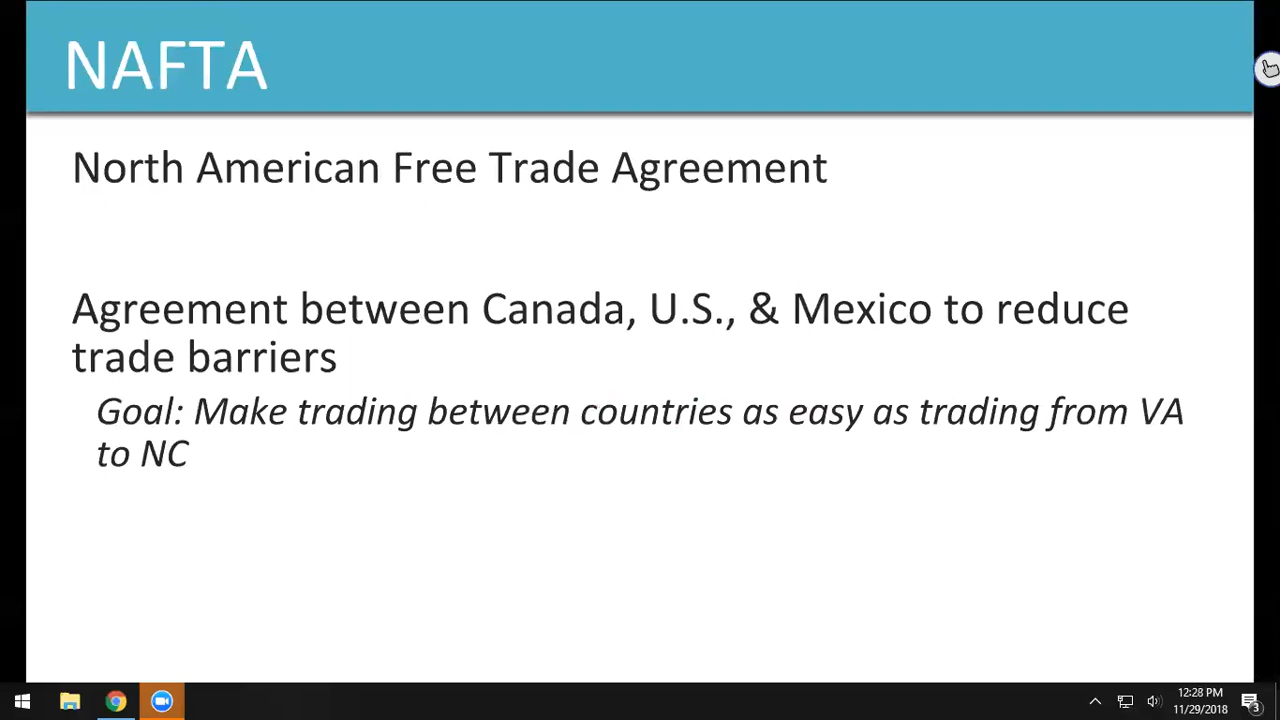 NAFTA
North American Free Trade Agreement
Agreement between Canada, U.S., & Mexico to reduce
trade barriers
Goal: Make trading between countries as easy as trading from VA
to NC
12:28 PM
11/29/2018
3